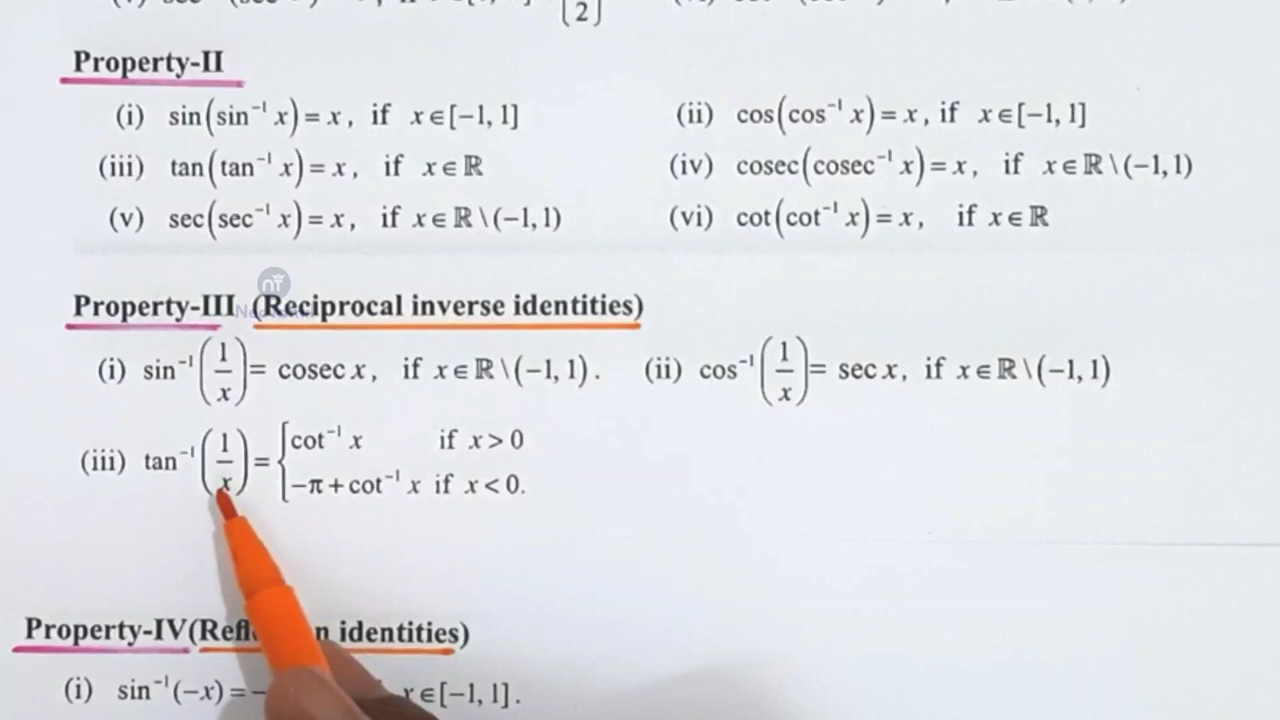 2
Property-II
(i) sin(sin⁻¹ x) = x, if x∈[−1, 1] (ii) cos(cos⁻¹ x) = x, if x∈[−1, 1]
(iii) tan(tan⁻¹ x) = x, if x∈ℝ (iv) cosec(cosec⁻¹ x) = x, if x∈ℝ\(−1, 1)
(v) sec(sec⁻¹ x) = x, if x∈ℝ\(−1, 1) (vi) cot(cot⁻¹ x) = x, if x∈ℝ
Property-III (Reciprocal inverse identities)
(i) sin⁻¹(1/x) = cosec x, if x∈ℝ\(−1, 1). (ii) cos⁻¹(1/x) = sec x, if x∈ℝ\(−1, 1)
(iii) tan⁻¹(1/x) = {cot⁻¹ x if x > 0
−π + cot⁻¹ x if x < 0.
Property-IV(Refl n identities)
(i) sin⁻¹(−x) = − x∈[−1, 1].